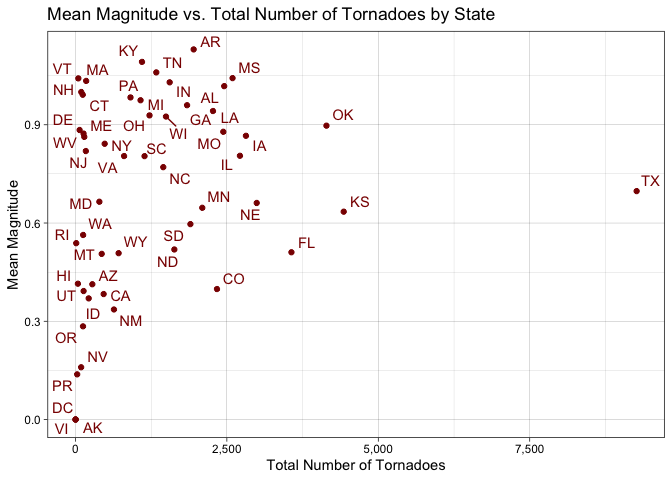 Mean Magnitude vs. Total Number of Tornadoes by State
AR
KY
TN
VT
MA
MS
PA
IN
NH
CT
MI
AL
DE
ME
OH
GA
LA
OK
WI
WV
NY
SC
MO
IA
NJ
VA
IL
NC
TX
MD
MN
KS
NE
WA
RI
SD
WY
FL
MT
ND
HI
AZ
CO
UT
CA
ID
NM
OR
NV
PR
DC
VI
AK
0.9
0.6
0.3
0.0
Mean Magnitude
0
2,500
5,000
7,500
Total Number of Tornadoes